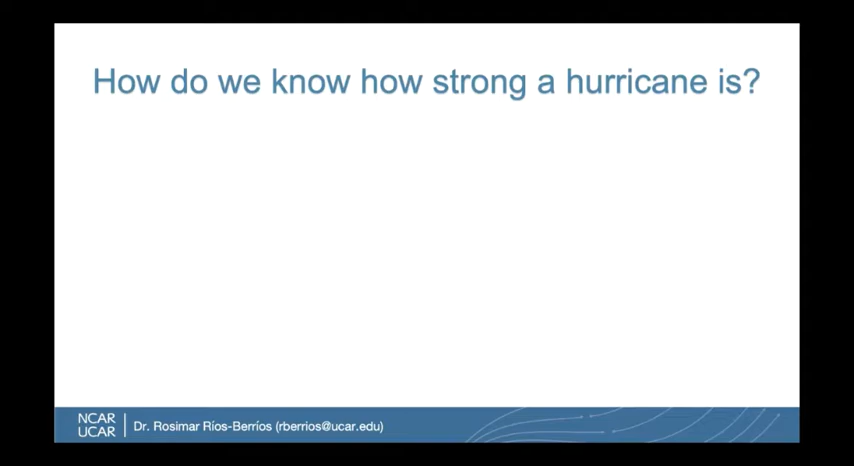 How do we know how strong a hurricane is?
NCAR
UCAR
Dr. Rosimar Ríos-Berríos (rberrios@ucar.edu)